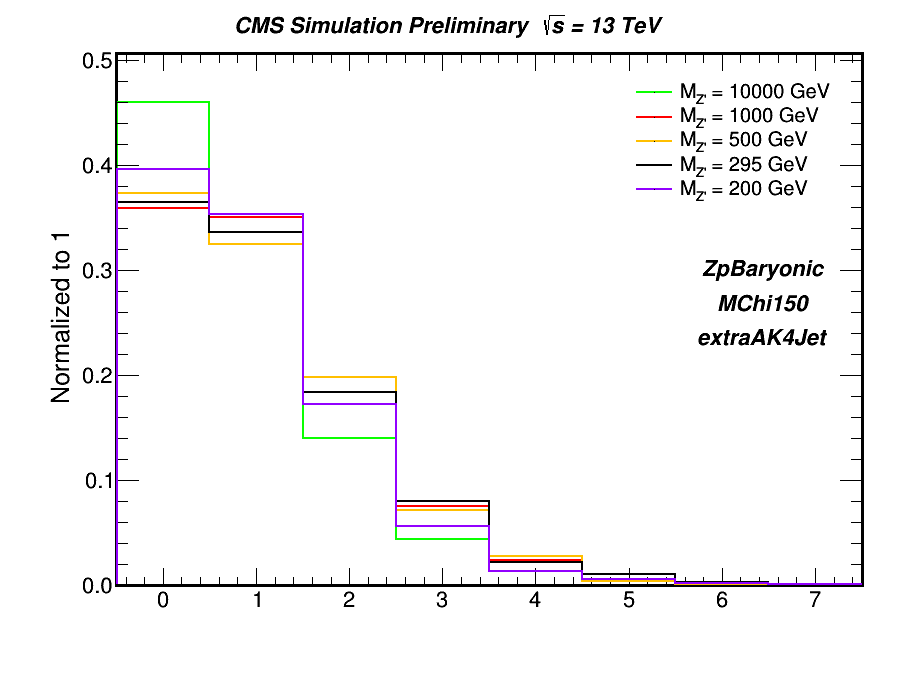 CMS Simulation Preliminary √s = 13 TeV
0.5
0.4
0.3
0.2
0.1
0.0
Normalized to 1
M_Z' = 10000 GeV
M_Z' = 1000 GeV
M_Z' = 500 GeV
M_Z' = 295 GeV
M_Z' = 200 GeV
ZpBaryonic
MChi150
extraAK4Jet
0 1 2 3 4 5 6 7